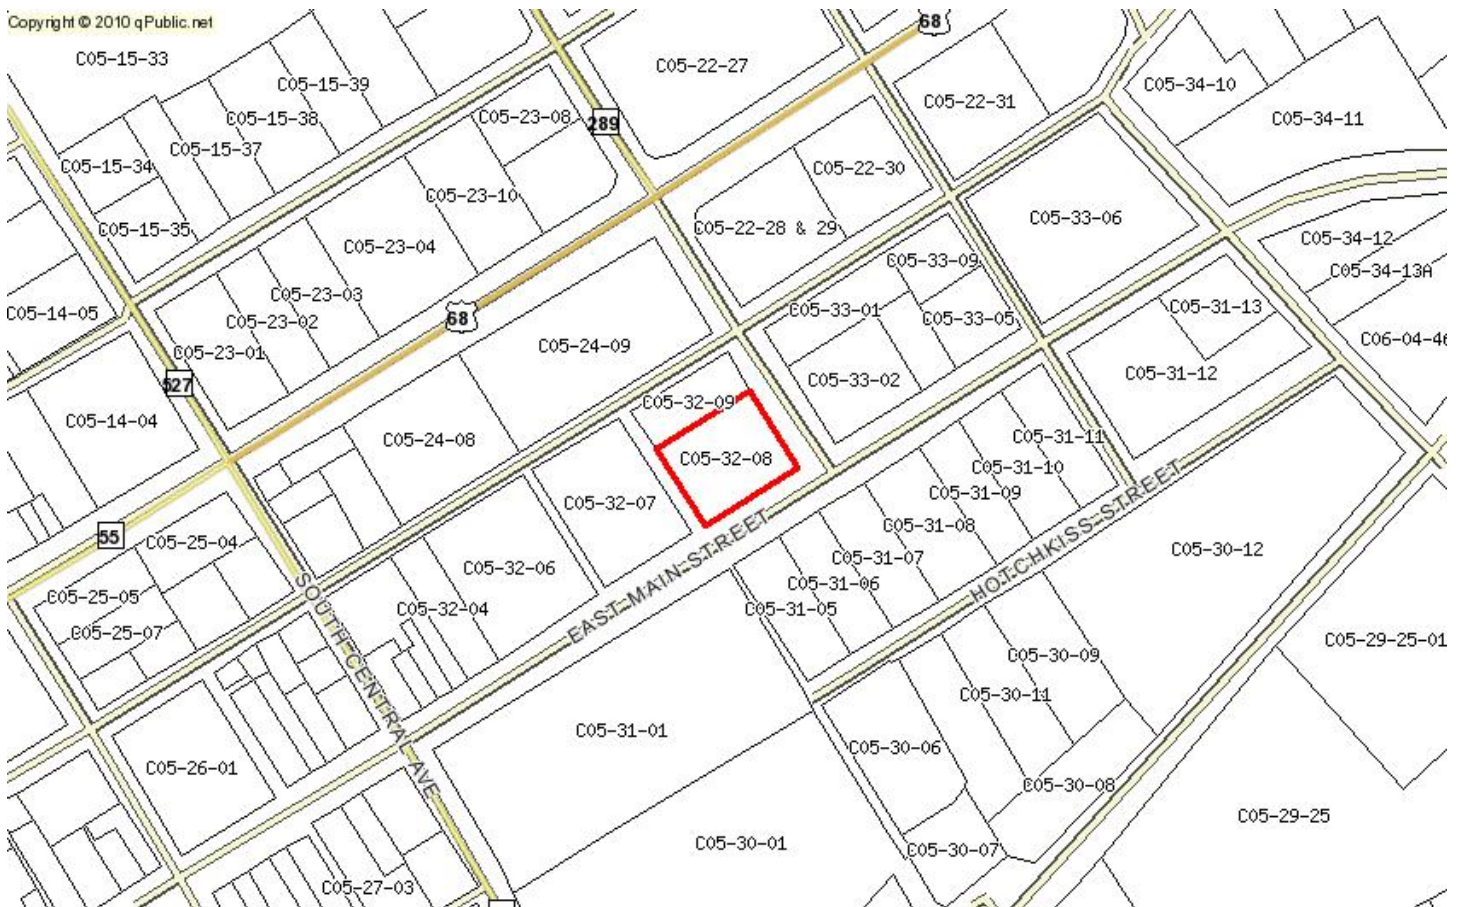 Copyright © 2010 qPublic.net
68
C05-15-33
C05-22-27
C05-15-39
C05-34-10
C05-22-31
C05-15-38
C05-23-08
289
C05-34-11
C05-15-37
C05-15-34
C05-22-30
C05-23-10
C05-33-06
C05-15-35
C05-22-28 & 29
C05-34-12
C05-23-04
C05-33-09
C05-34-13A
C05-23-03
C05-31-13
C05-14-05
C05-33-01
C05-23-02
68
C05-33-05
C06-04-46
C05-24-09
C05-23-01
C05-31-12
C05-33-02
527
C05-32-09
C05-14-04
C05-31-11
C05-24-08
C05-32-08
C05-31-10
C05-31-09
C05-32-07
C05-31-08
55
C05-25-04
C05-30-12
C05-31-07
C05-32-06
C05-31-06
HOTCHKISS STREET
EAST MAIN STREET
C05-25-05
C05-32-04
C05-31-05
C05-25-07
C05-29-25-01
C05-30-09
SOUTH CENTRAL AVE
C05-30-11
C05-31-01
C05-30-06
C05-26-01
C05-30-08
C05-29-25
C05-30-01
C05-30-07
C05-27-03